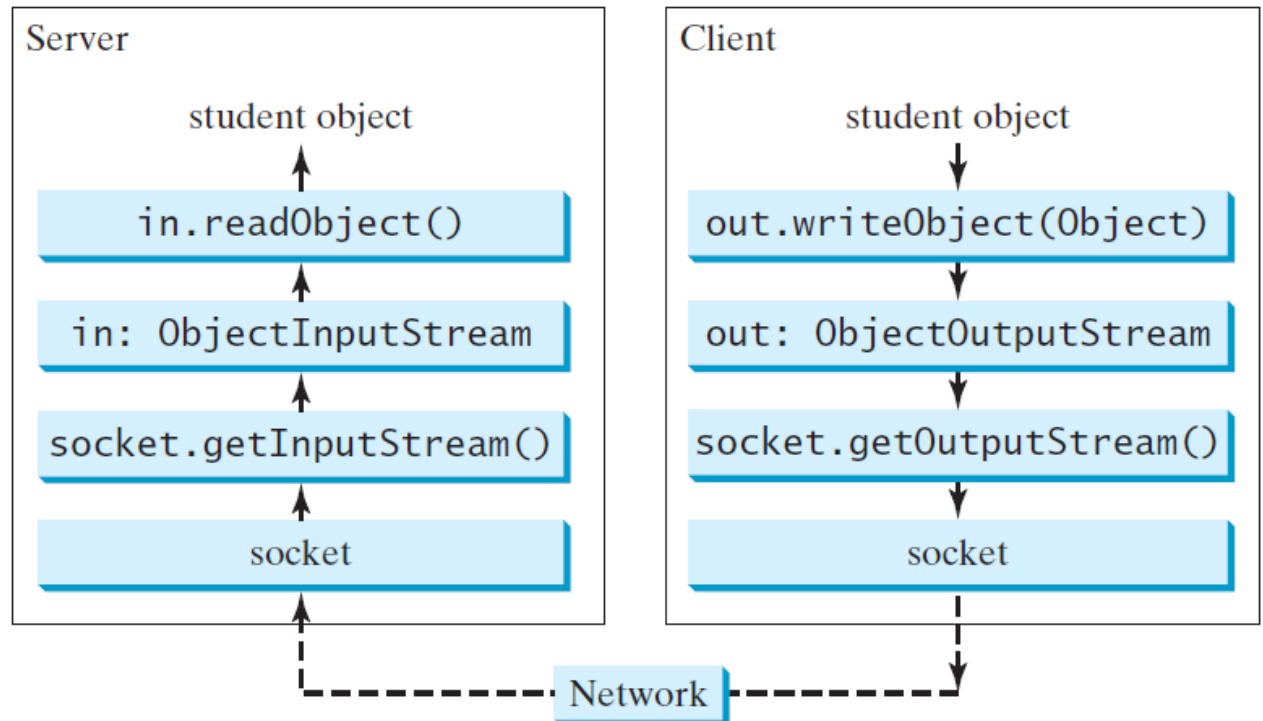 Server
student object
in.readObject()
in: ObjectInputStream
socket.getInputStream()
socket
Client
student object
out.writeObject(Object)
out: ObjectOutputStream
socket.getOutputStream()
socket
Network